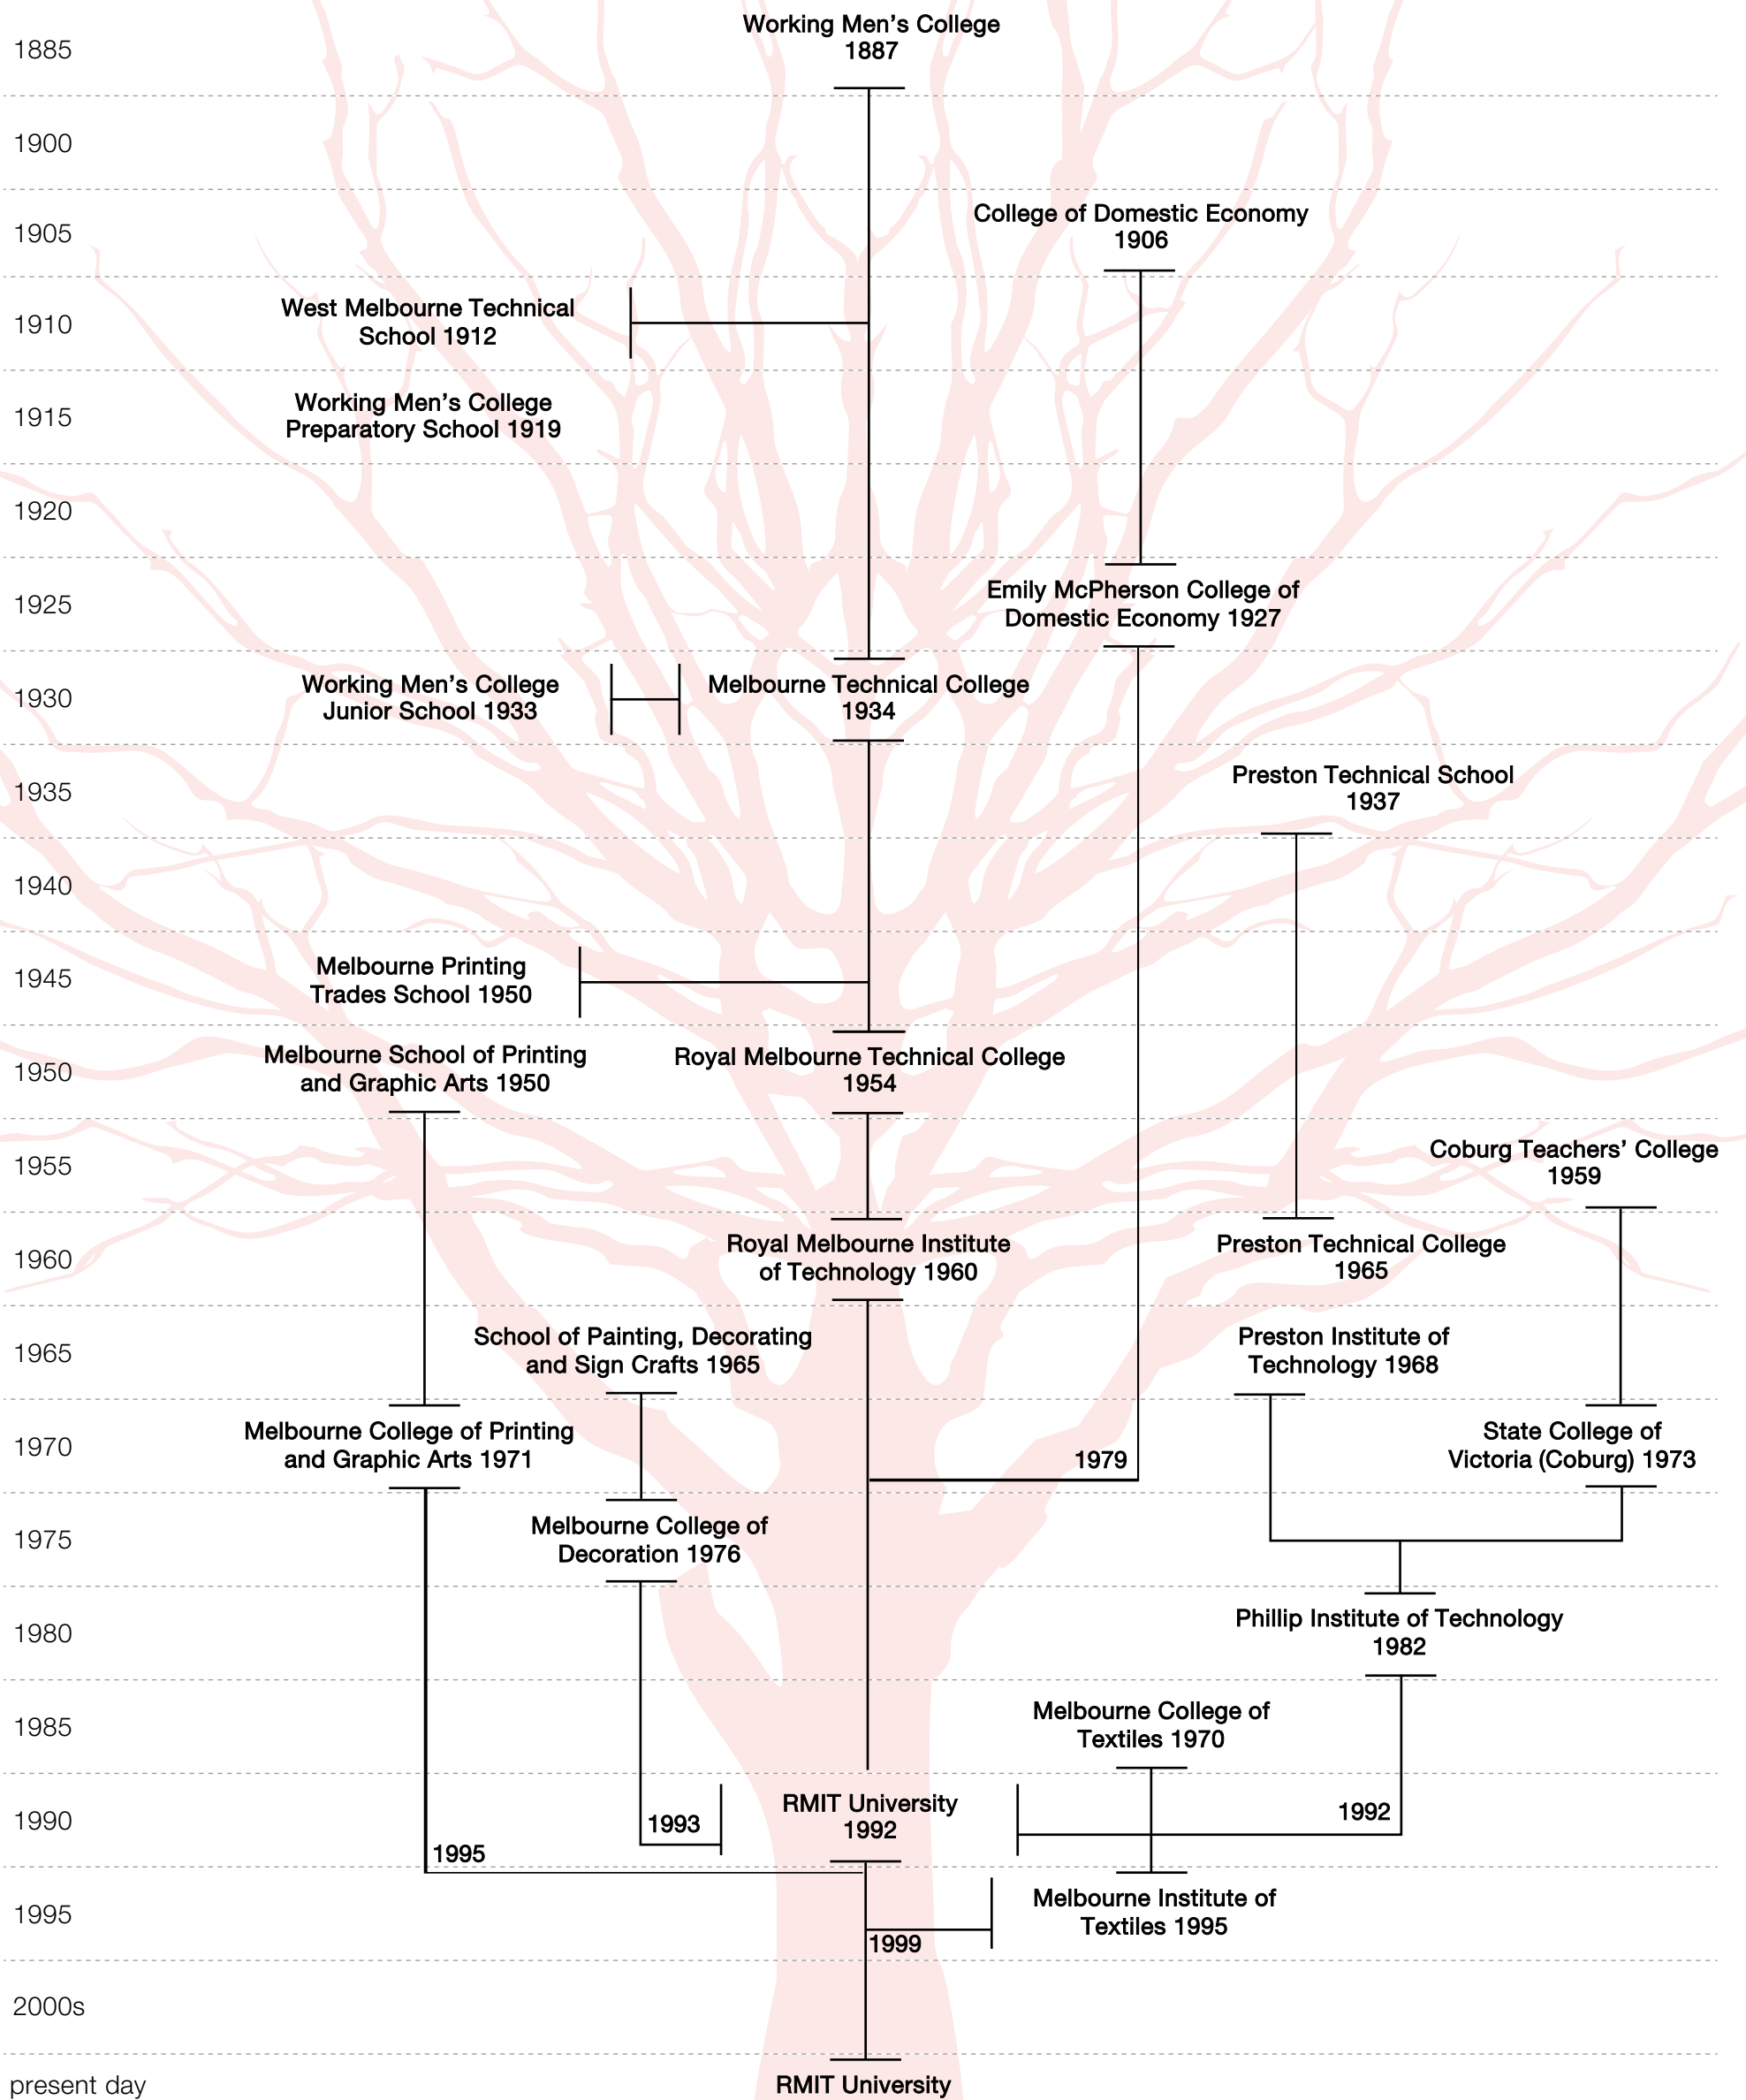 Working Men’s College
1887
1885
1900
College of Domestic Economy
1906
1905
West Melbourne Technical
School 1912
1910
Working Men’s College
Preparatory School 1919
1915
1920
Emily McPherson College of
Domestic Economy 1927
1925
Working Men’s College
Junior School 1933
Melbourne Technical College
1934
1930
Preston Technical School
1937
1935
1940
Melbourne Printing
Trades School 1950
1945
Melbourne School of Printing
and Graphic Arts 1950
Royal Melbourne Technical College
1954
1950
Coburg Teachers’ College
1959
1955
Royal Melbourne Institute
of Technology 1960
Preston Technical College
1965
1960
School of Painting, Decorating
and Sign Crafts 1965
Preston Institute of
Technology 1968
1965
Melbourne College of Printing
and Graphic Arts 1971
1979
State College of
Victoria (Coburg) 1973
1970
Melbourne College of
Decoration 1976
1975
Phillip Institute of Technology
1982
1980
Melbourne College of
Textiles 1970
1985
RMIT University
1992
1993
1992
1990
1995
Melbourne Institute of
Textiles 1995
1995
1999
2000s
present day
RMIT University